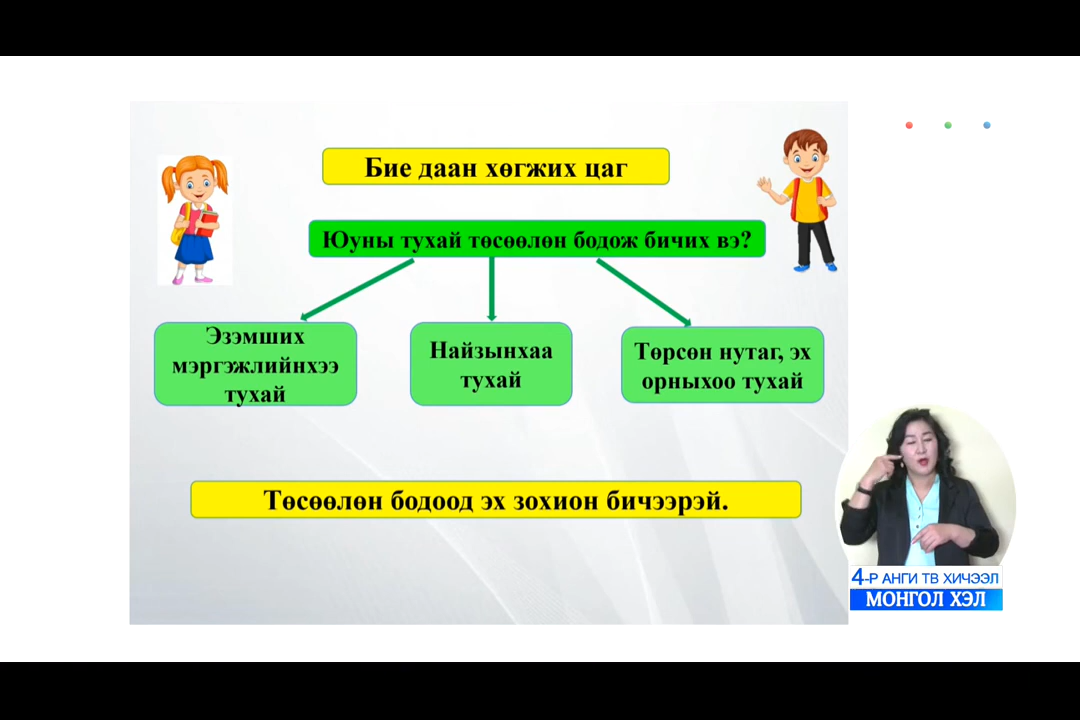 Бие даан хөгжих цаг
Юуны тухай төсөөлөн бодож бичих вэ?
Эзэмших
мэргэжлийнхээ
тухай
Найзынхаа
тухай
Төрсөн нутаг, эх
орныхоо тухай
Төсөөлөн бодоод эх зохион бичээрэй.
4-Р АНГИ ТВ ХИЧЭЭЛ
МОНГОЛ ХЭЛ